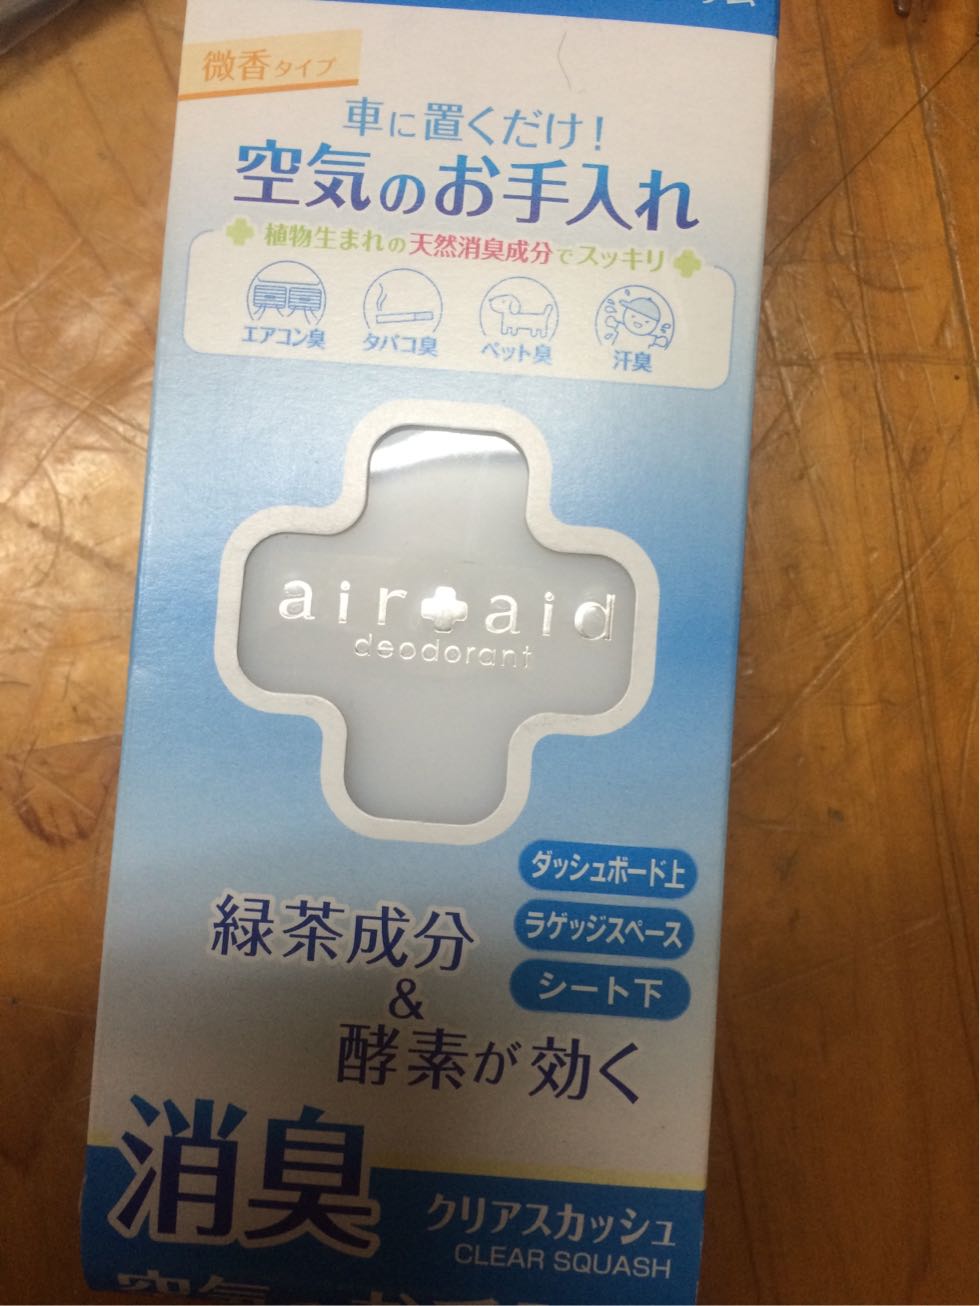 微香タイプ
車に置くだけ!
空気のお手入れ
植物生まれの天然消臭成分でスッキリ
エアコン臭 タバコ臭 ペット臭 汗臭
air aid
deodorant
ダッシュボード上
ラゲッジスペース
シート下
緑茶成分
&
酵素が効く
消臭
クリアスカッシュ
CLEAR SQUASH